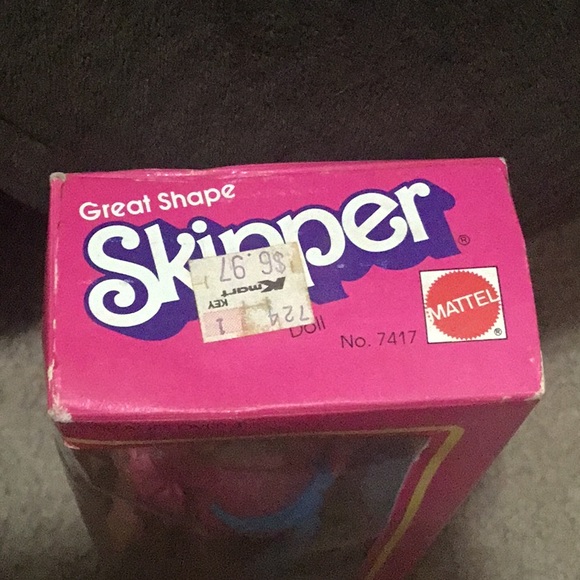 Great Shape
Skipper®
$6.97
Kmart
KEY
724 1
Doll
No. 7417
MATTEL
®